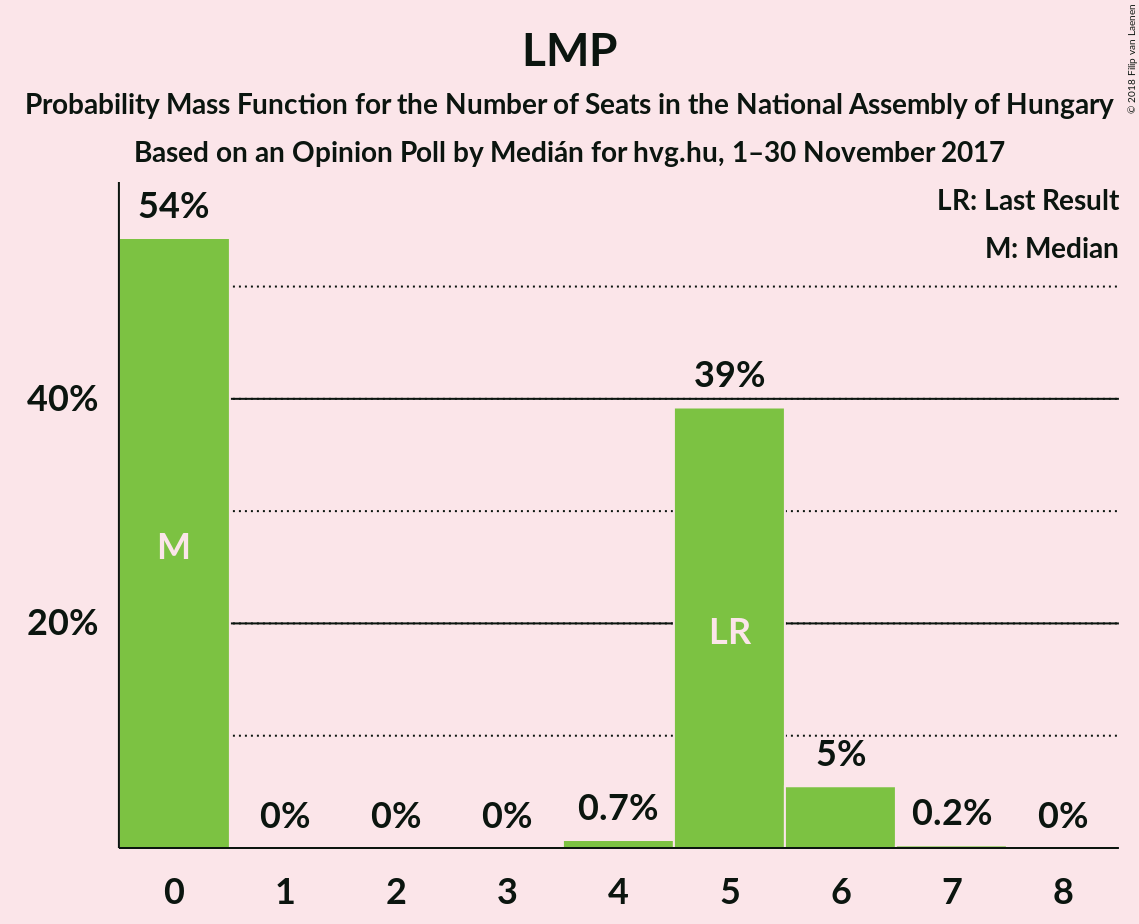 LMP
Probability Mass Function for the Number of Seats in the National Assembly of Hungary
Based on an Opinion Poll by Medián for hvg.hu, 1–30 November 2017
© 2018 Filip van Laenen
LR: Last Result
M: Median
54%
39%
40%
M
20%
LR
5%
0%
0%
0%
0.7%
0.2%
0%
0 1 2 3 4 5 6 7 8